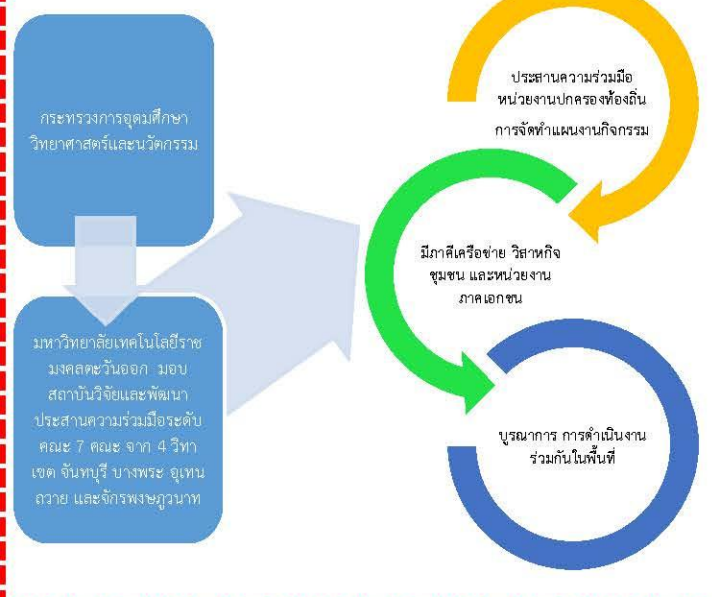 กระทรวงการอุดมศึกษา
วิทยาศาสตร์และนวัตกรรม
มหาวิทยาลัยเทคโนโลยีราช
มงคลตะวันออก มอบ
สถาบันวิจัยและพัฒนา
ประสานความร่วมมือระดับ
คณะ 7 คณะ จาก 4 วิทา
เขต จันทบุรี บางพระ อุเทน
ถวาย และจักรพงษภูวนาท
ประสานความร่วมมือ
หน่วยงานปกครองท้องถิ่น
การจัดทำแผนงานกิจกรรม
มีภาคีเครือข่าย วิสาหกิจ
ชุมชน และหน่วยงาน
ภาคเอกชน
บูรณาการ การดำเนินงาน
ร่วมกันในพื้นที่